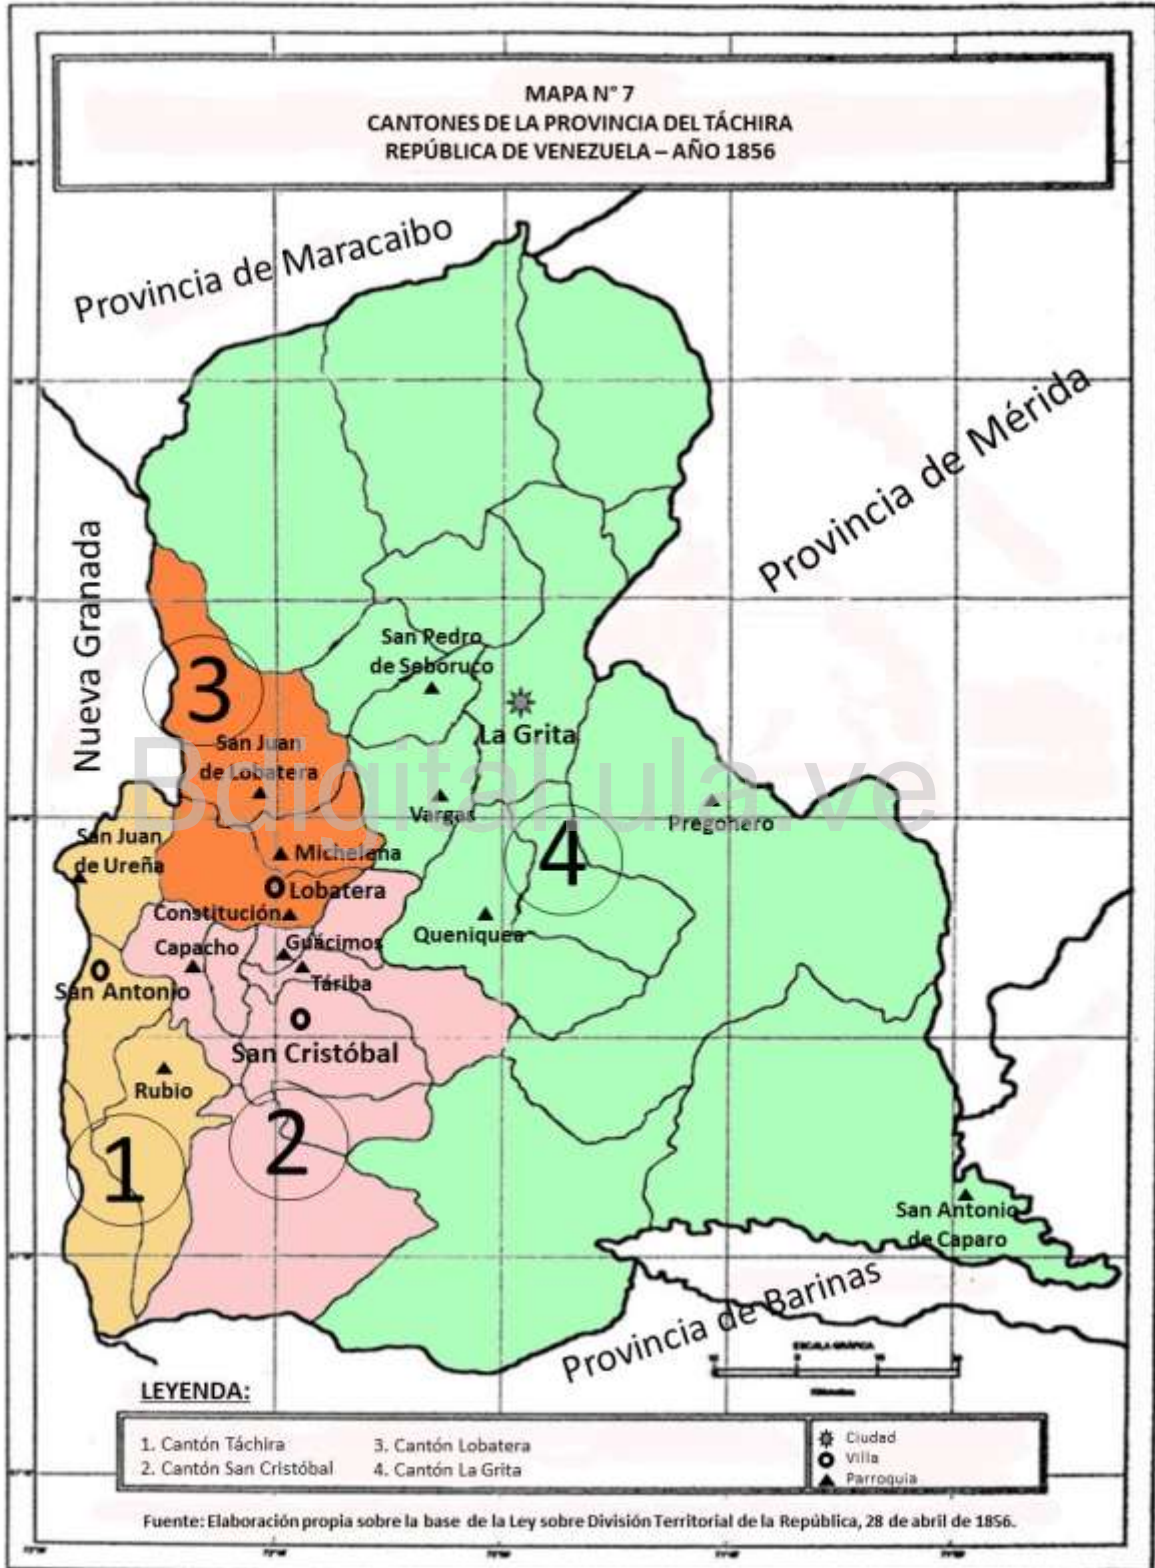 MAPA N° 7
CANTONES DE LA PROVINCIA DEL TÁCHIRA
REPÚBLICA DE VENEZUELA – AÑO 1856
Provincia de Maracaibo
Provincia de Mérida
Nueva Granada
San Pedro
de Seboruco
3
La Grita
San Juan
de Lobatera
Bdigital.ula.ve
Vargas
Pregonero
San Juan
de Ureña
4
Michelena
Lobatera
Constitución
Queniquea
Capacho
Guácimos
San Antonio
Táriba
San Cristóbal
Rubio
2
1
San Antonio
de Caparo
Provincia de Barinas
ESCALA GRÁFICA
LEYENDA:
1. Cantón Táchira
2. Cantón San Cristóbal
3. Cantón Lobatera
4. Cantón La Grita
Ciudad
Villa
Parroquia
Fuente: Elaboración propia sobre la base de la Ley sobre División Territorial de la República, 28 de abril de 1856.